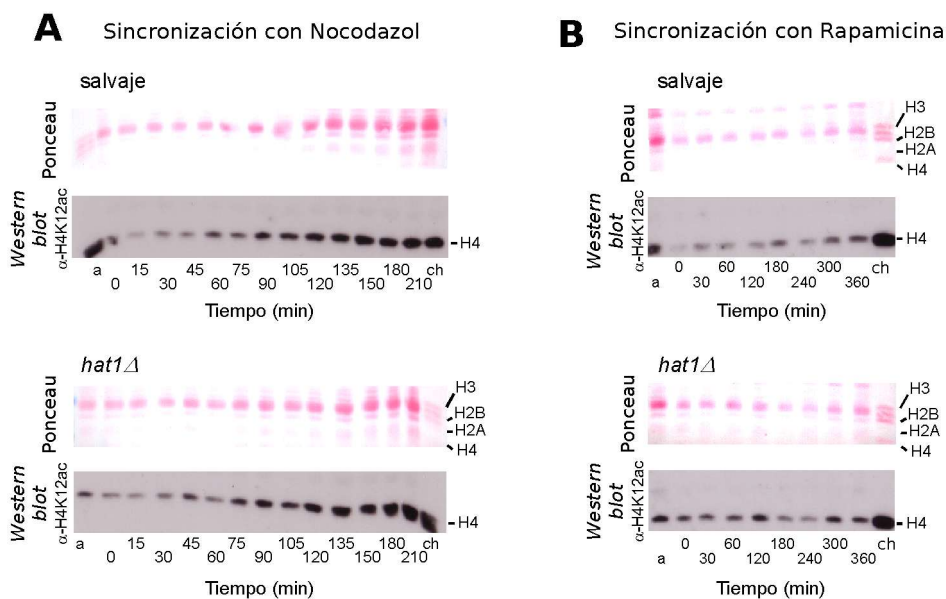 A Sincronización con Nocodazol
salvaje
Ponceau
Western blot
α-H4K12ac
H4
a 15 45 75 105 135 180 ch
0 30 60 90 120 150 210
Tiempo (min)
hat1Δ
Ponceau
H3
H2B
H2A
H4
Western blot
α-H4K12ac
H4
a 15 45 75 105 135 180 ch
0 30 60 90 120 150 210
Tiempo (min)
B Sincronización con Rapamicina
salvaje
Ponceau
H3
H2B
H2A
H4
Western blot
α-H4K12ac
H4
0 60 180 300 ch
a 30 120 240 360
Tiempo (min)
hat1Δ
Ponceau
H3
H2B
H2A
H4
Western blot
α-H4K12ac
H4
0 60 180 300 ch
a 30 120 240 360
Tiempo (min)